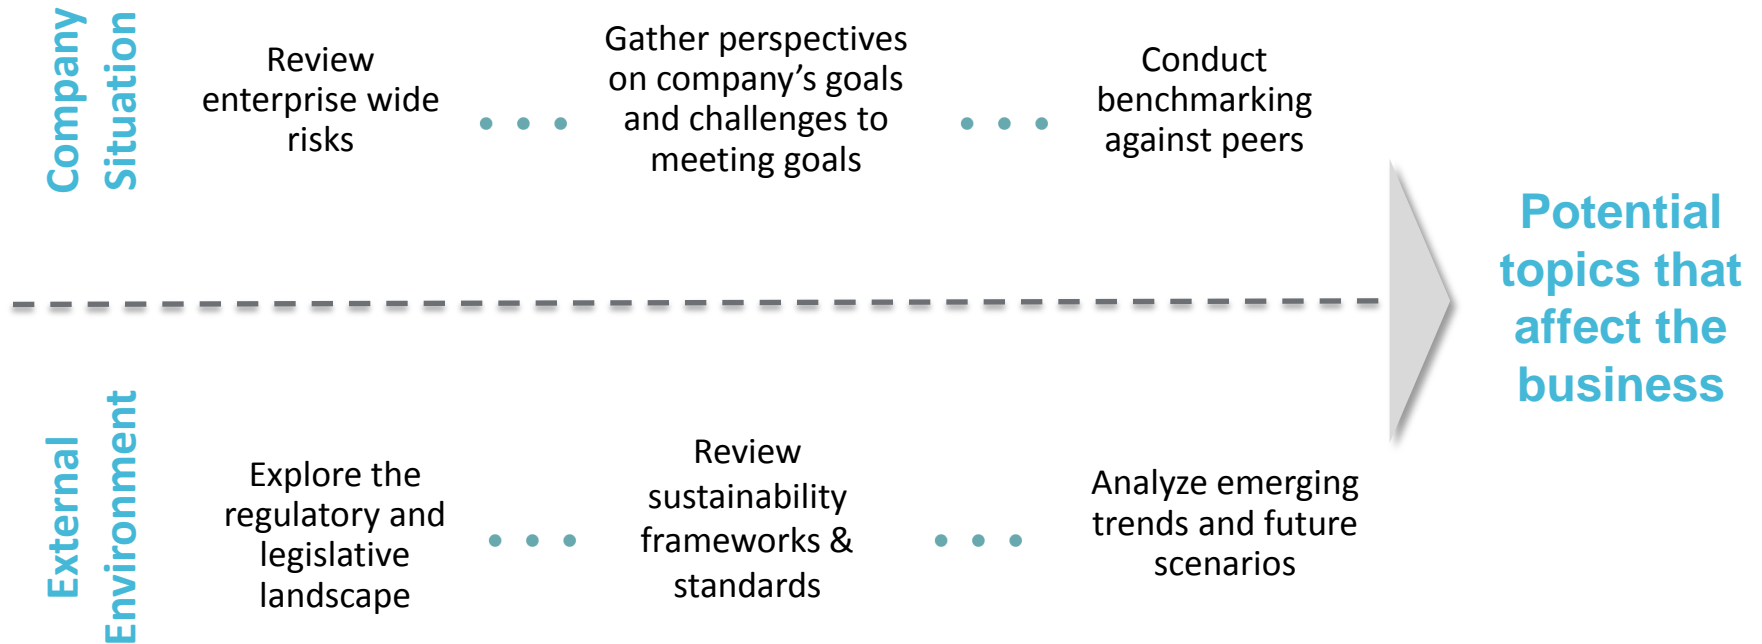 Company
Situation
Review
enterprise wide
risks
Gather perspectives
on company’s goals
and challenges to
meeting goals
Conduct
benchmarking
against peers
Potential
topics that
affect the
business
External
Environment
Explore the
regulatory and
legislative
landscape
Review
sustainability
frameworks &
standards
Analyze emerging
trends and future
scenarios